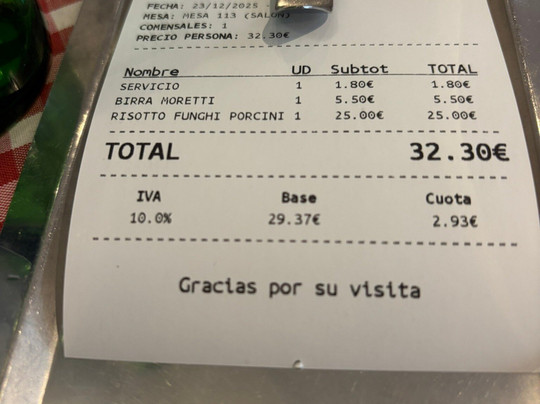 FECHA: 23/12/2025 -
MESA: MESA 113 (SALON)
COMENSALES: 1
PRECIO PERSONA: 32.30€
Nombre UD Subtot TOTAL
SERVICIO 1 1.80€ 1.80€
BIRRA MORETTI 1 5.50€ 5.50€
RISOTTO FUNGHI PORCINI 1 25.00€ 25.00€
TOTAL 32.30€
IVA Base Cuota
10.0% 29.37€ 2.93€
Gracias por su visita